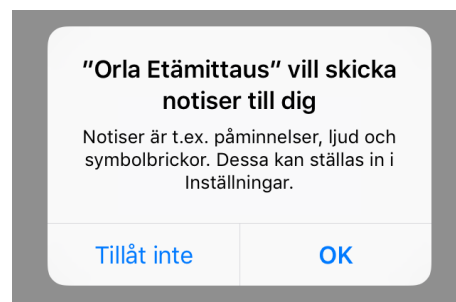 ”Orla Etämittaus” vill skicka
notiser till dig
Notiser är t.ex. påminnelser, ljud och
symbolbrickor. Dessa kan ställas in i
Inställningar.
Tillåt inte
OK